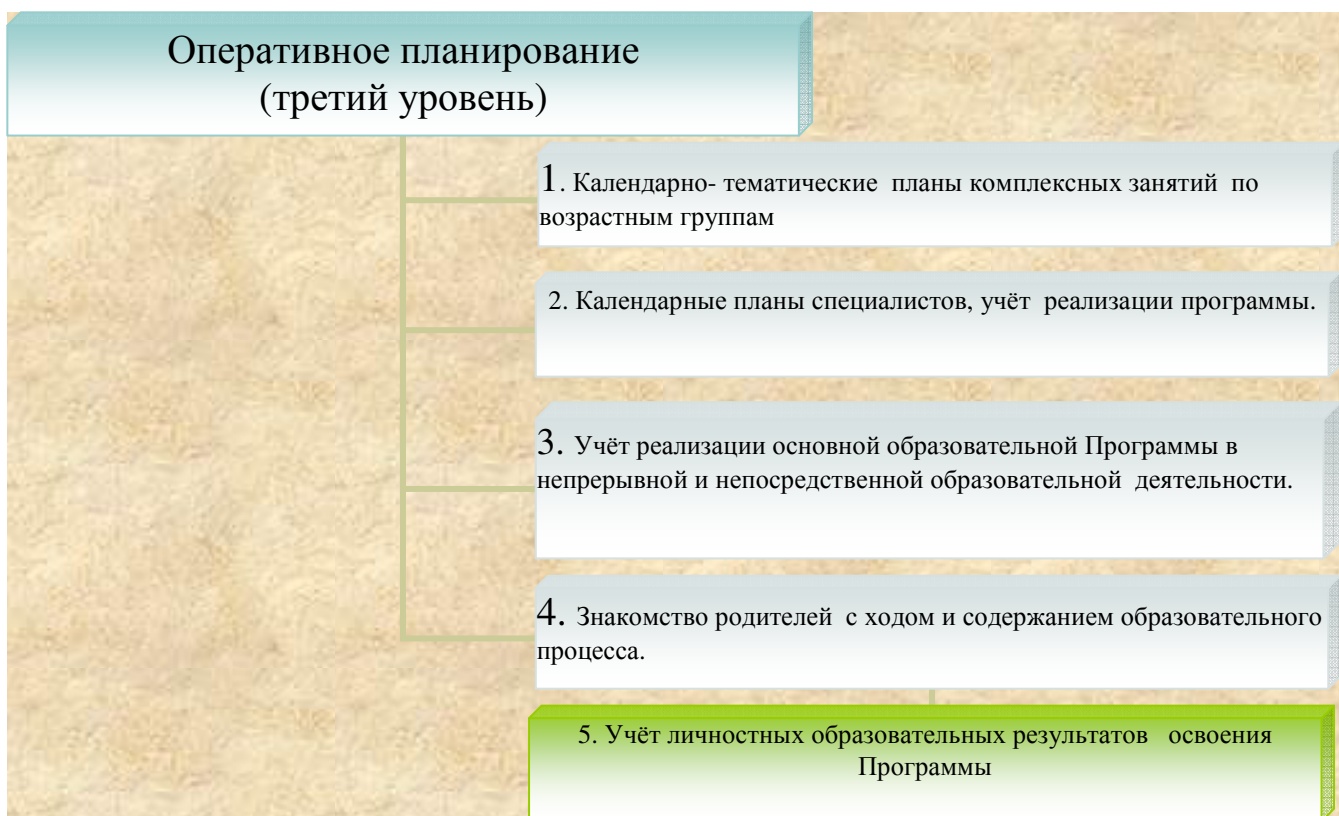 Оперативное планирование
(третий уровень)
1. Календарно- тематические планы комплексных занятий по
возрастным группам
2. Календарные планы специалистов, учёт реализации программы.
3. Учёт реализации основной образовательной Программы в
непрерывной и непосредственной образовательной деятельности.
4. Знакомство родителей с ходом и содержанием образовательного
процесса.
5. Учёт личностных образовательных результатов освоения
Программы